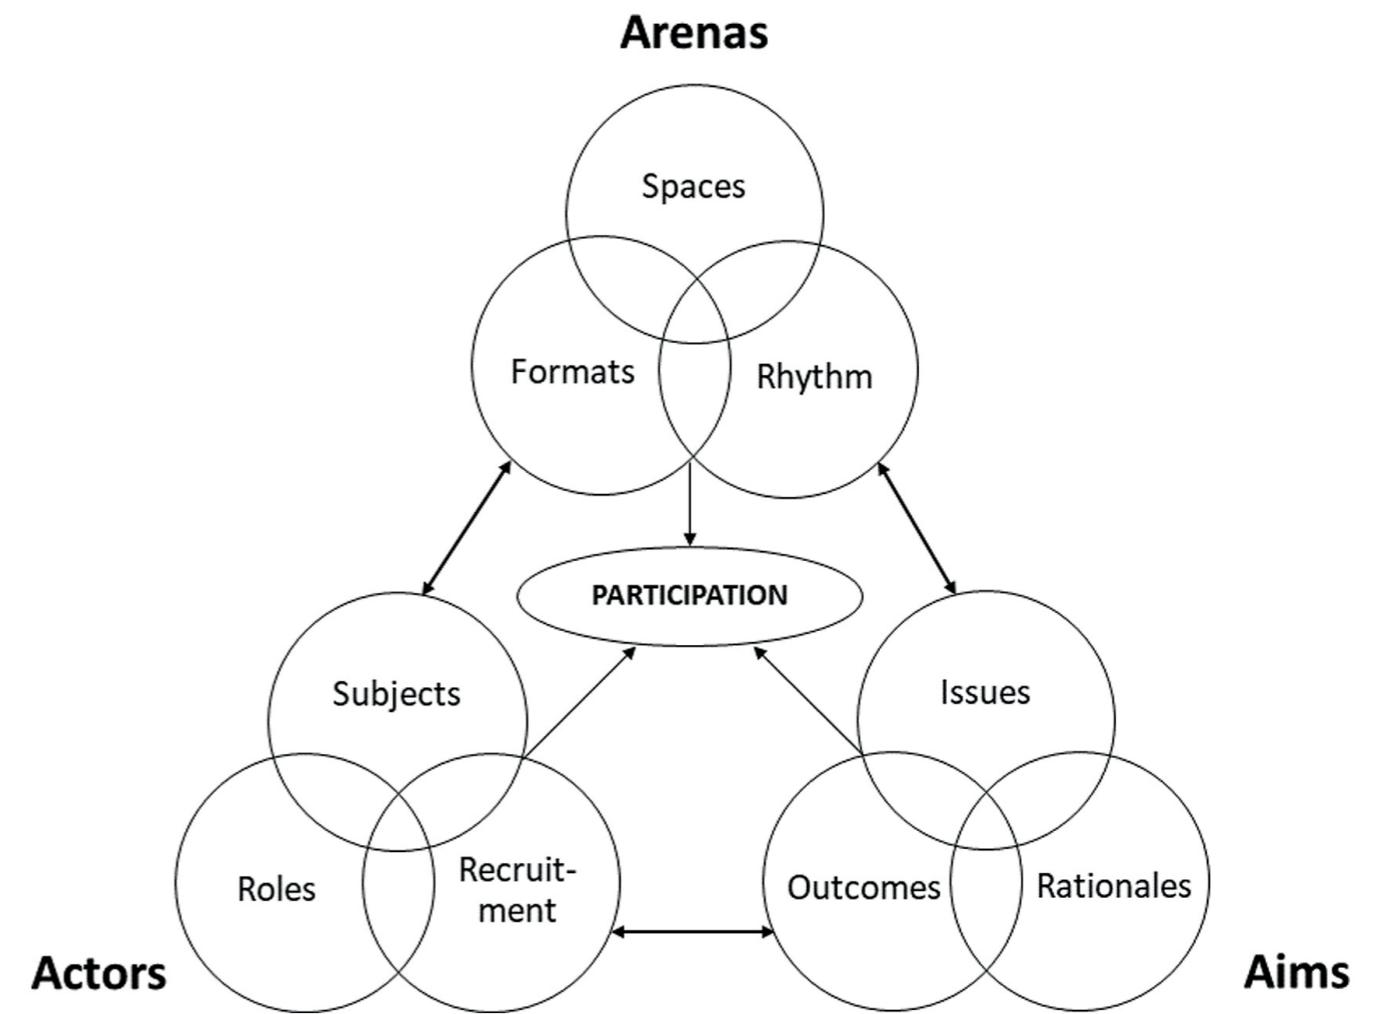 Arenas
Spaces
Formats
Rhythm
PARTICIPATION
Subjects
Issues
Roles
Recruit-
ment
Outcomes
Rationales
Actors
Aims